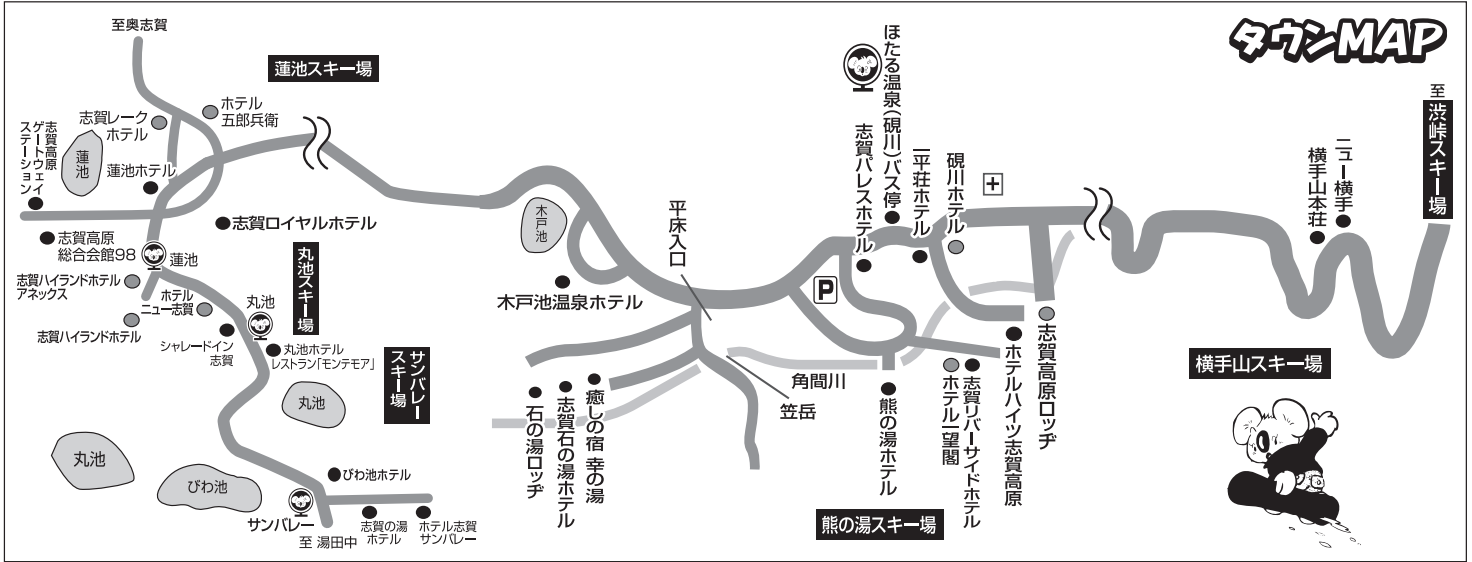 タウンMAP
至奥志賀
蓮池スキー場
志賀レーク
ホテル
ホテル
五郎兵衛
志賀高原
ゲートウェイ
ステーション
蓮池
蓮池ホテル
志賀ロイヤルホテル
志賀高原
総合会館98
蓮池
志賀ハイランドホテル
アネックス
ホテル
ニュー志賀
丸池
丸池スキー場
志賀ハイランドホテル
シャレードイン
志賀
丸池ホテル
レストラン「モンテモア」
サンバレー
スキー場
丸池
丸池
びわ池
びわ池ホテル
サンバレー
至 湯田中
志賀の湯
ホテル
ホテル志賀
サンバレー
木戸池
木戸池温泉ホテル
平床入口
石の湯ロッヂ
志賀石の湯ホテル
癒しの宿 幸の湯
笠岳
角間川
P
ほたる温泉(硯川)バス停
志賀パレスホテル
一平荘ホテル
硯川ホテル
熊の湯ホテル
ホテル一望閣
志賀リバーサイドホテル
ホテルハイツ志賀高原
志賀高原ロッヂ
熊の湯スキー場
横手山本荘
ニュー横手
至
渋峠スキー場
横手山スキー場